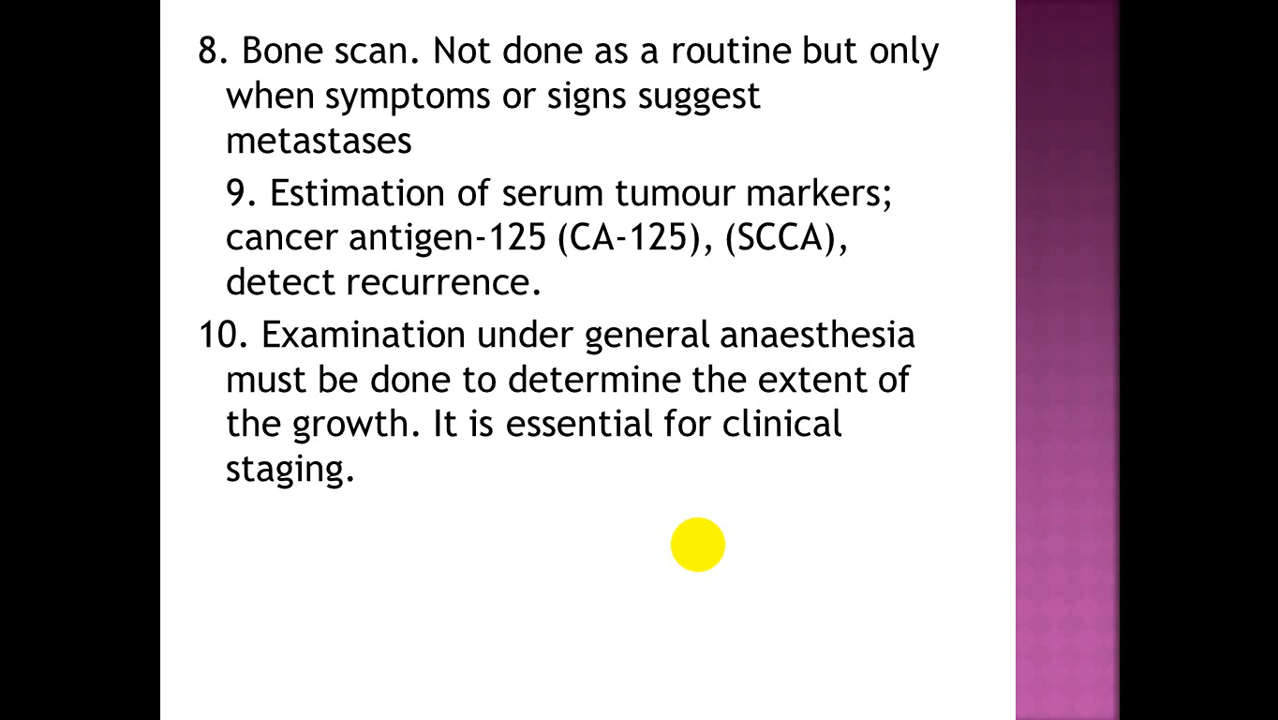 8. Bone scan. Not done as a routine but only
when symptoms or signs suggest
metastases
9. Estimation of serum tumour markers;
cancer antigen-125 (CA-125), (SCCA),
detect recurrence.
10. Examination under general anaesthesia
must be done to determine the extent of
the growth. It is essential for clinical
staging.